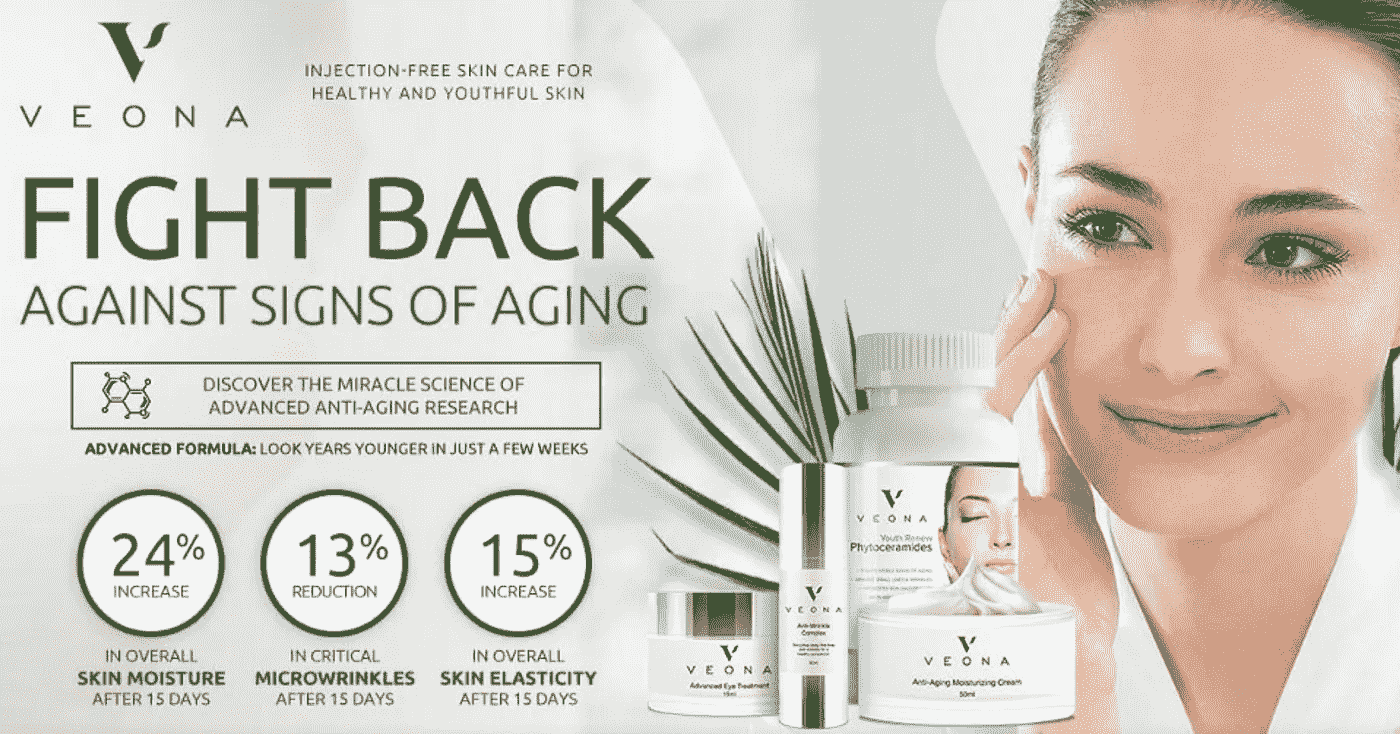 VEONA
INJECTION-FREE SKIN CARE FOR
HEALTHY AND YOUTHFUL SKIN
FIGHT BACK
AGAINST SIGNS OF AGING
DISCOVER THE MIRACLE SCIENCE OF
ADVANCED ANTI-AGING RESEARCH
ADVANCED FORMULA: LOOK YEARS YOUNGER IN JUST A FEW WEEKS
24%
INCREASE
IN OVERALL
SKIN MOISTURE
AFTER 15 DAYS
13%
REDUCTION
IN CRITICAL
MICROWRINKLES
AFTER 15 DAYS
15%
INCREASE
IN OVERALL
SKIN ELASTICITY
AFTER 15 DAYS
VEONA
Youth Renew
Phytoceramides
VEONA
Advanced Eye Treatment
15ml
VEONA
Anti-Wrinkle
Complex
VEONA
Anti-Aging Moisturizing Cream
50ml